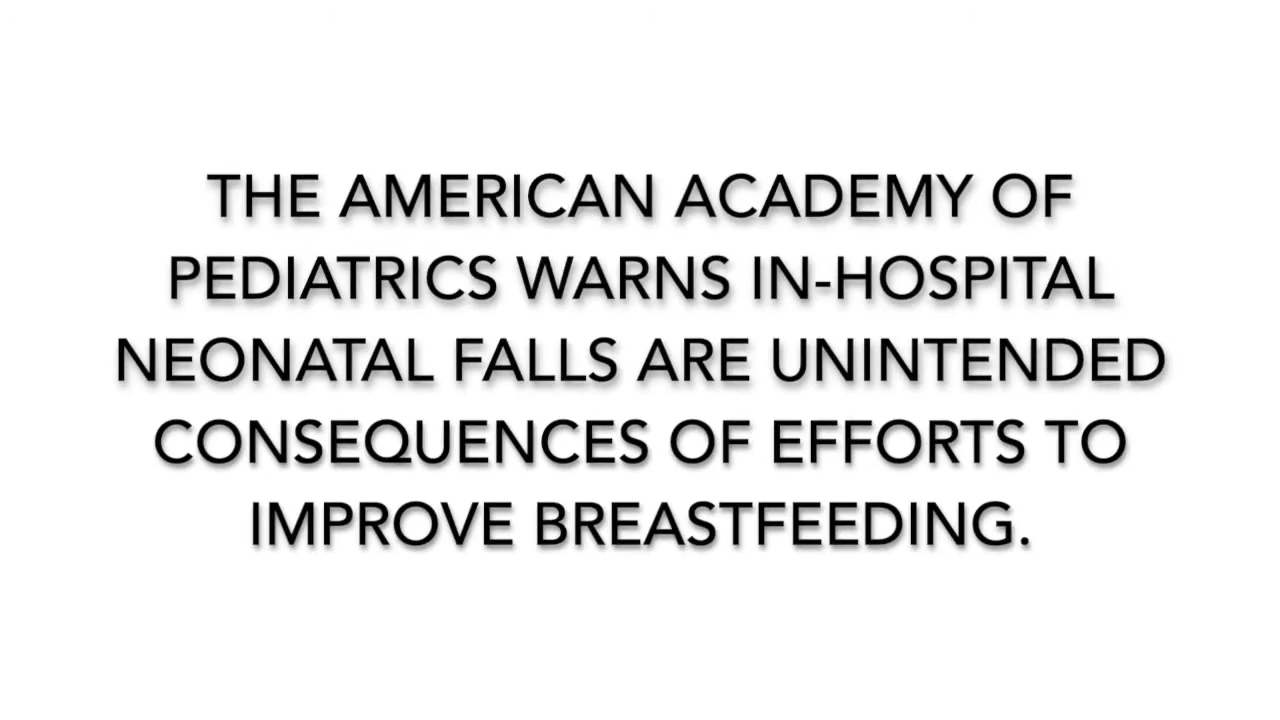 THE AMERICAN ACADEMY OF
PEDIATRICS WARNS IN-HOSPITAL
NEONATAL FALLS ARE UNINTENDED
CONSEQUENCES OF EFFORTS TO
IMPROVE BREASTFEEDING.